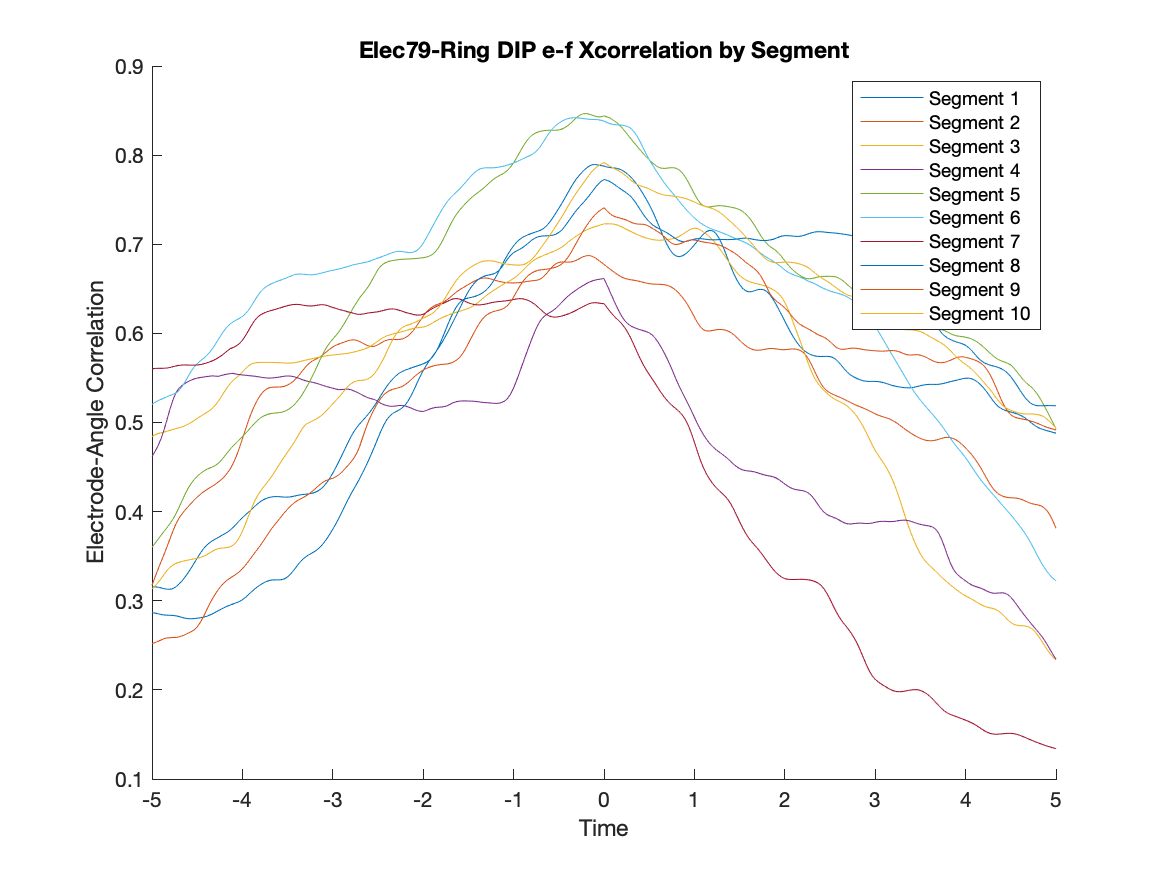 Elec79-Ring DIP e-f Xcorrelation by Segment
0.9
0.8
0.7
0.6
0.5
0.4
0.3
0.2
0.1
Electrode-Angle Correlation
Segment 1
Segment 2
Segment 3
Segment 4
Segment 5
Segment 6
Segment 7
Segment 8
Segment 9
Segment 10
-5 -4 -3 -2 -1 0 1 2 3 4 5
Time